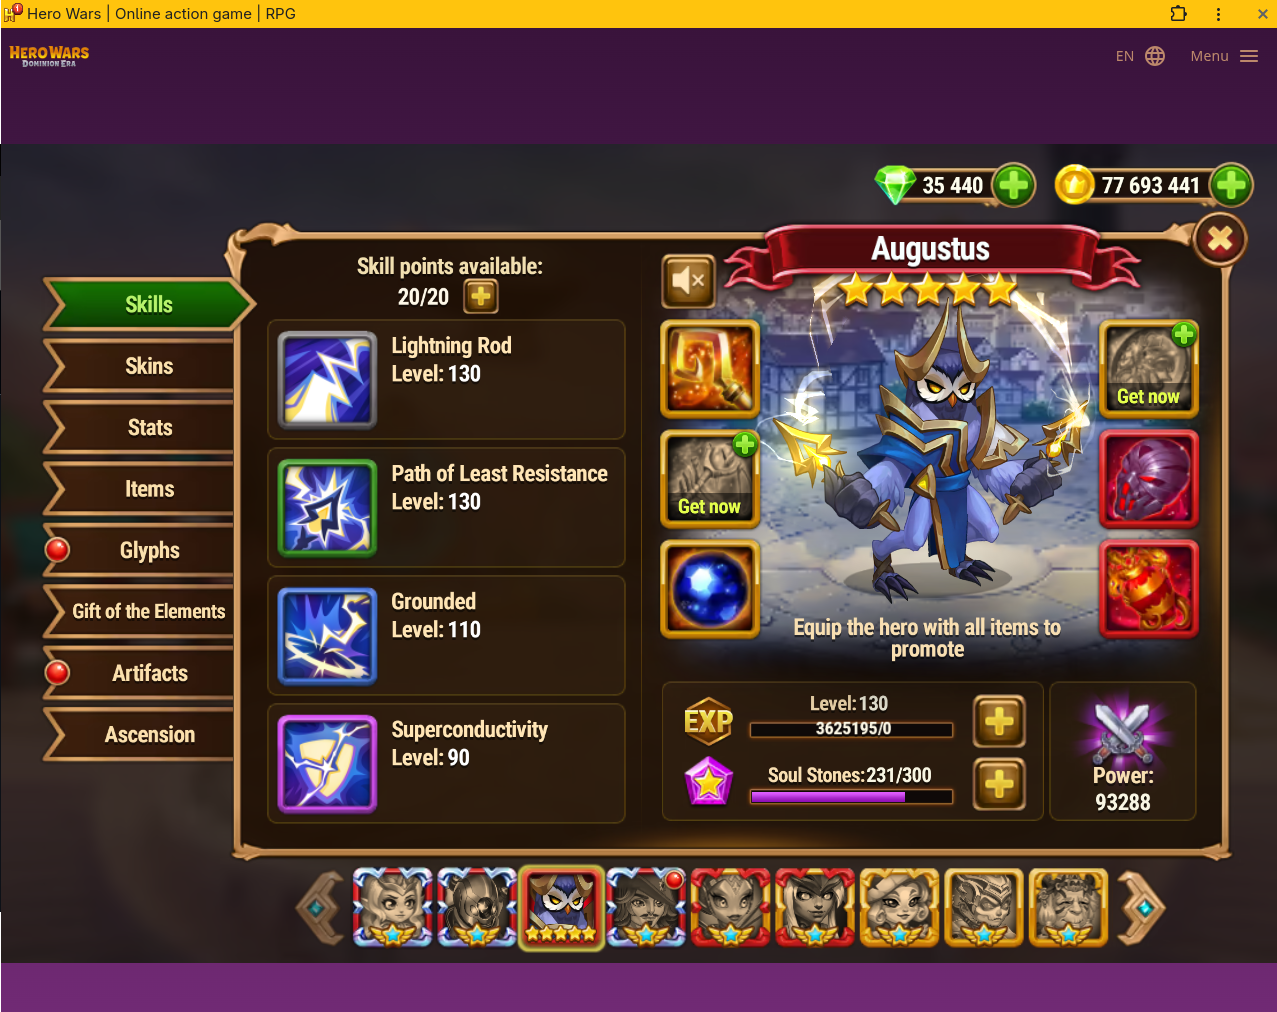 Hero Wars | Online action game | RPG
HERO WARS
DOMINION ERA
EN
Menu
35 440
77 693 441
Augustus
Skill points available:
20/20
Skills
Skins
Stats
Items
Glyphs
Gift of the Elements
Artifacts
Ascension
Lightning Rod
Level: 130
Path of Least Resistance
Level: 130
Grounded
Level: 110
Superconductivity
Level: 90
Get now
Get now
Equip the hero with all items to
promote
EXP
Level: 130
3625195/0
Soul Stones: 231/300
Power:
93288